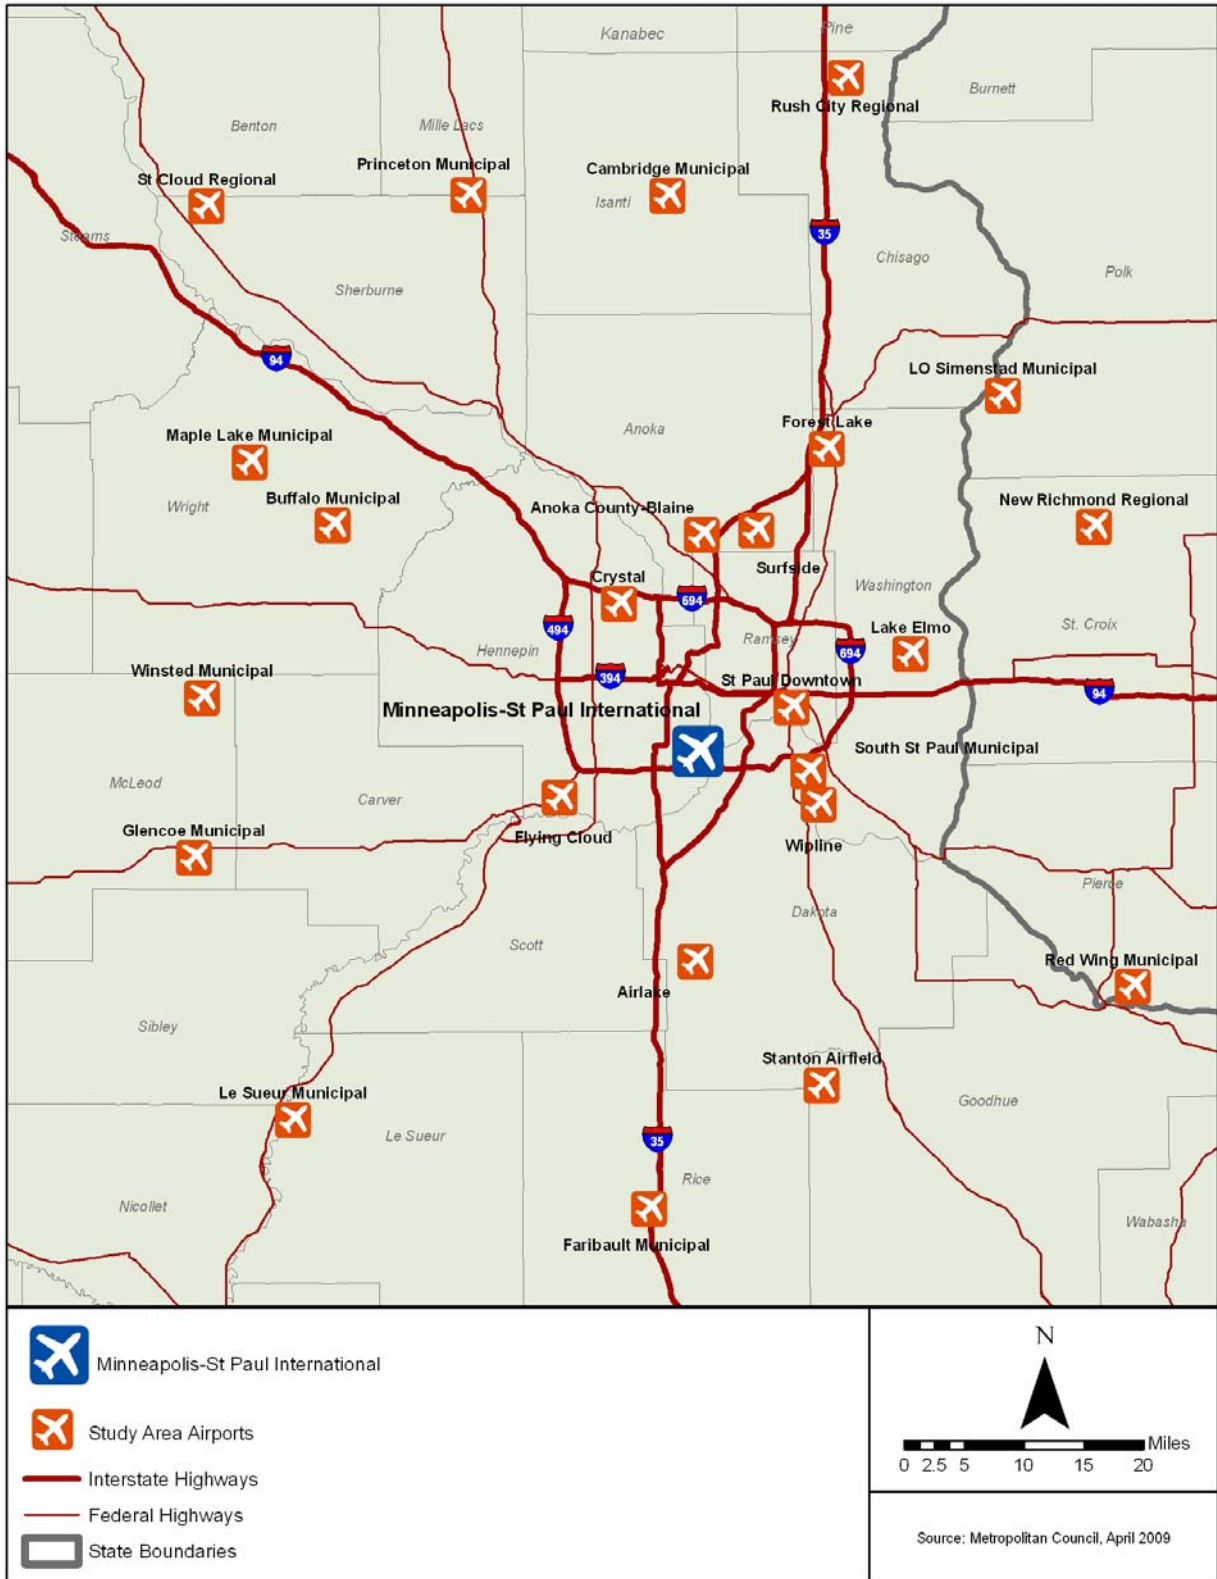 Kanabec
Pine
Burnett
Rush City Regional
Benton
Mille Lacs
Princeton Municipal
Cambridge Municipal
St Cloud Regional
Isanti
35
Stearns
Chisago
Polk
Sherburne
94
LO Simenstad Municipal
Forest Lake
Anoka
Maple Lake Municipal
Buffalo Municipal
Wright
Anoka County-Blaine
New Richmond Regional
Surfside
Crystal
Washington
694
494
Ramsey
Lake Elmo
St. Croix
Hennepin
694
Winsted Municipal
394
St Paul Downtown
94
Minneapolis-St Paul International
South St Paul Municipal
McLeod
Carver
Glencoe Municipal
Flying Cloud
Wipline
Pierce
Dakota
Scott
Red Wing Municipal
Airlake
Sibley
Stanton Airfield
Le Sueur Municipal
Goodhue
Le Sueur
35
Rice
Nicollet
Wabasha
Faribault Municipal
Minneapolis-St Paul International
Study Area Airports
Interstate Highways
Federal Highways
State Boundaries
N
Miles
0 2.5 5 10 15 20
Source: Metropolitan Council, April 2009